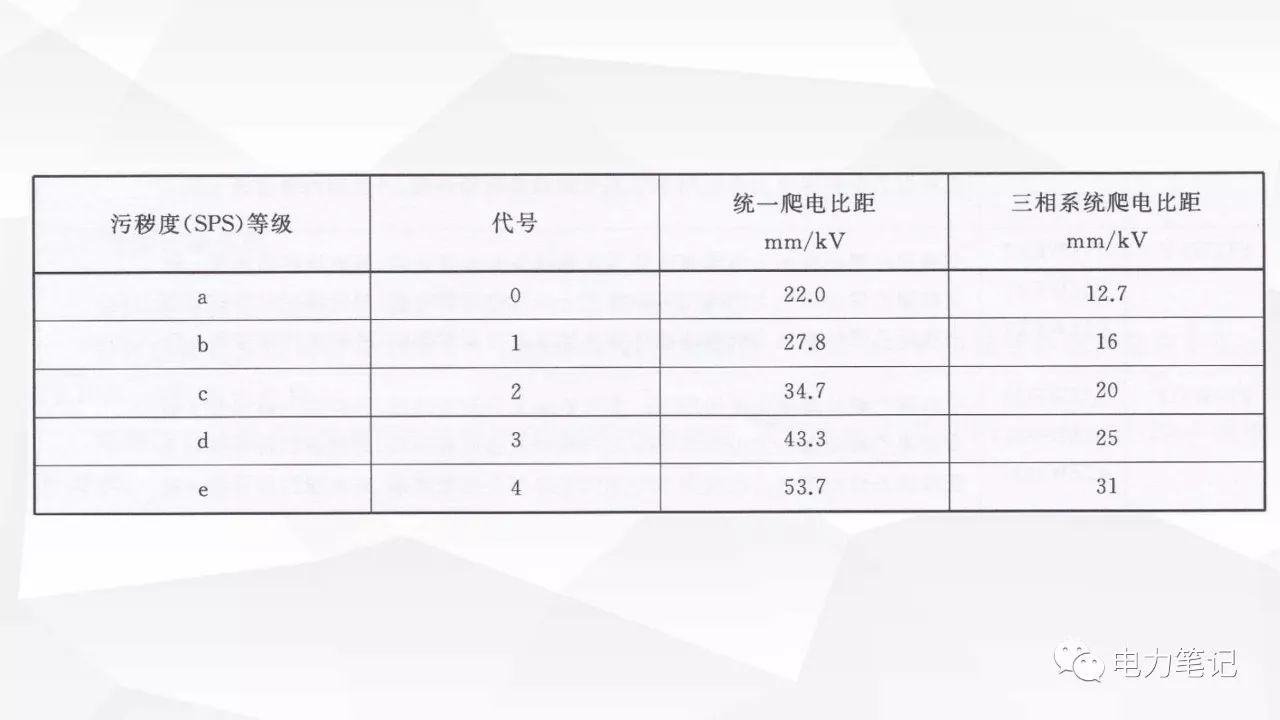 污秽度(SPS)等级 代号 统一爬电比距 三相系统爬电比距
mm/kV mm/kV
a 0 22.0 12.7
b 1 27.8 16
c 2 34.7 20
d 3 43.3 25
e 4 53.7 31
电力笔记